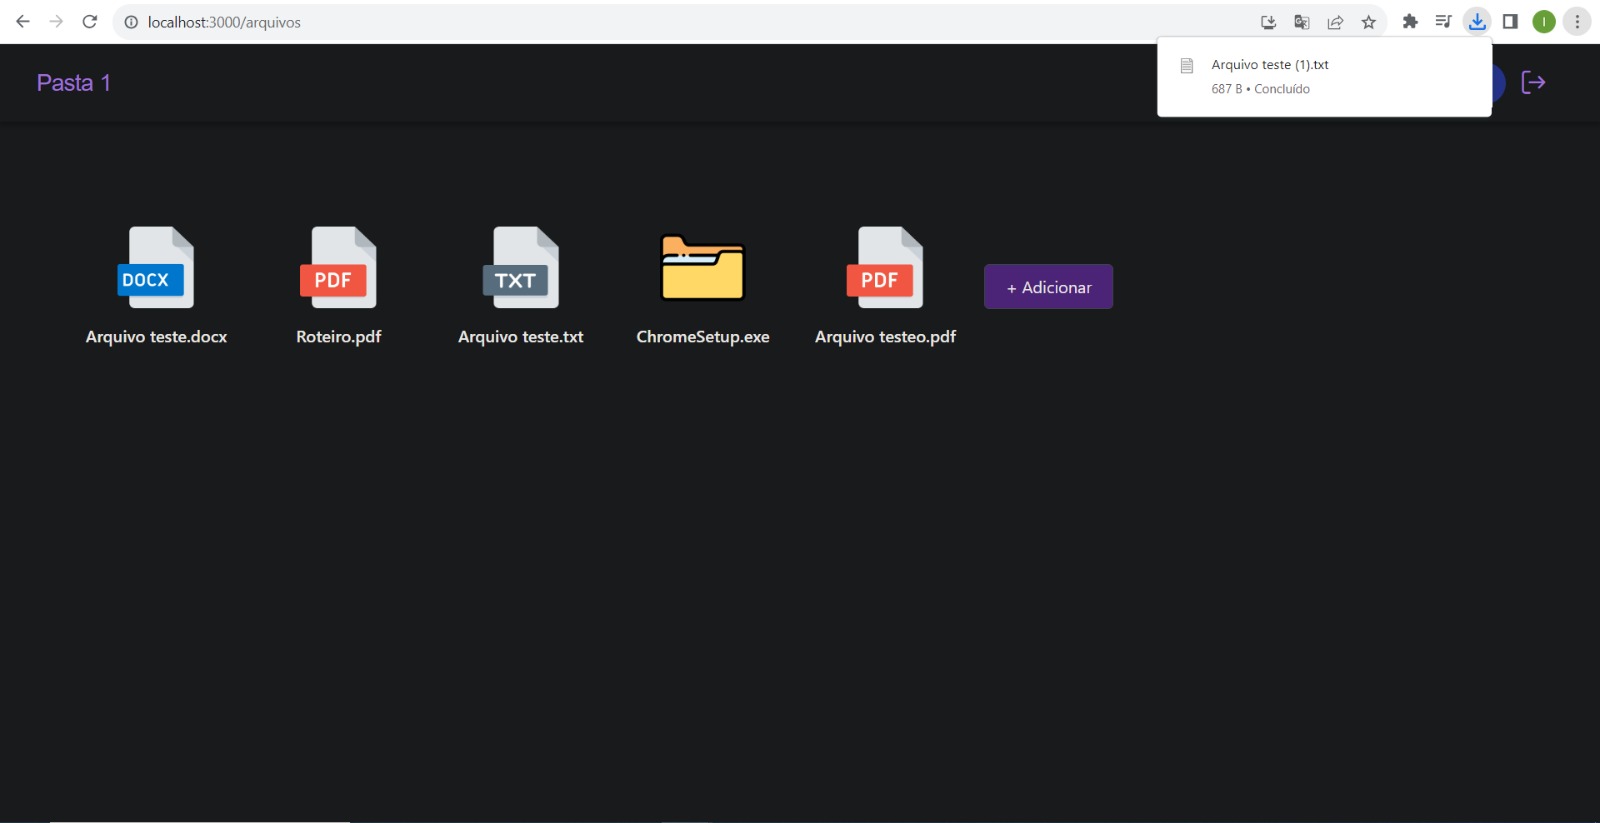 localhost:3000/arquivos
I
Arquivo teste (1).txt
687 B • Concluído
Pasta 1
DOCX
PDF
TXT
PDF
+ Adicionar
Arquivo teste.docx
Roteiro.pdf
Arquivo teste.txt
ChromeSetup.exe
Arquivo testeo.pdf